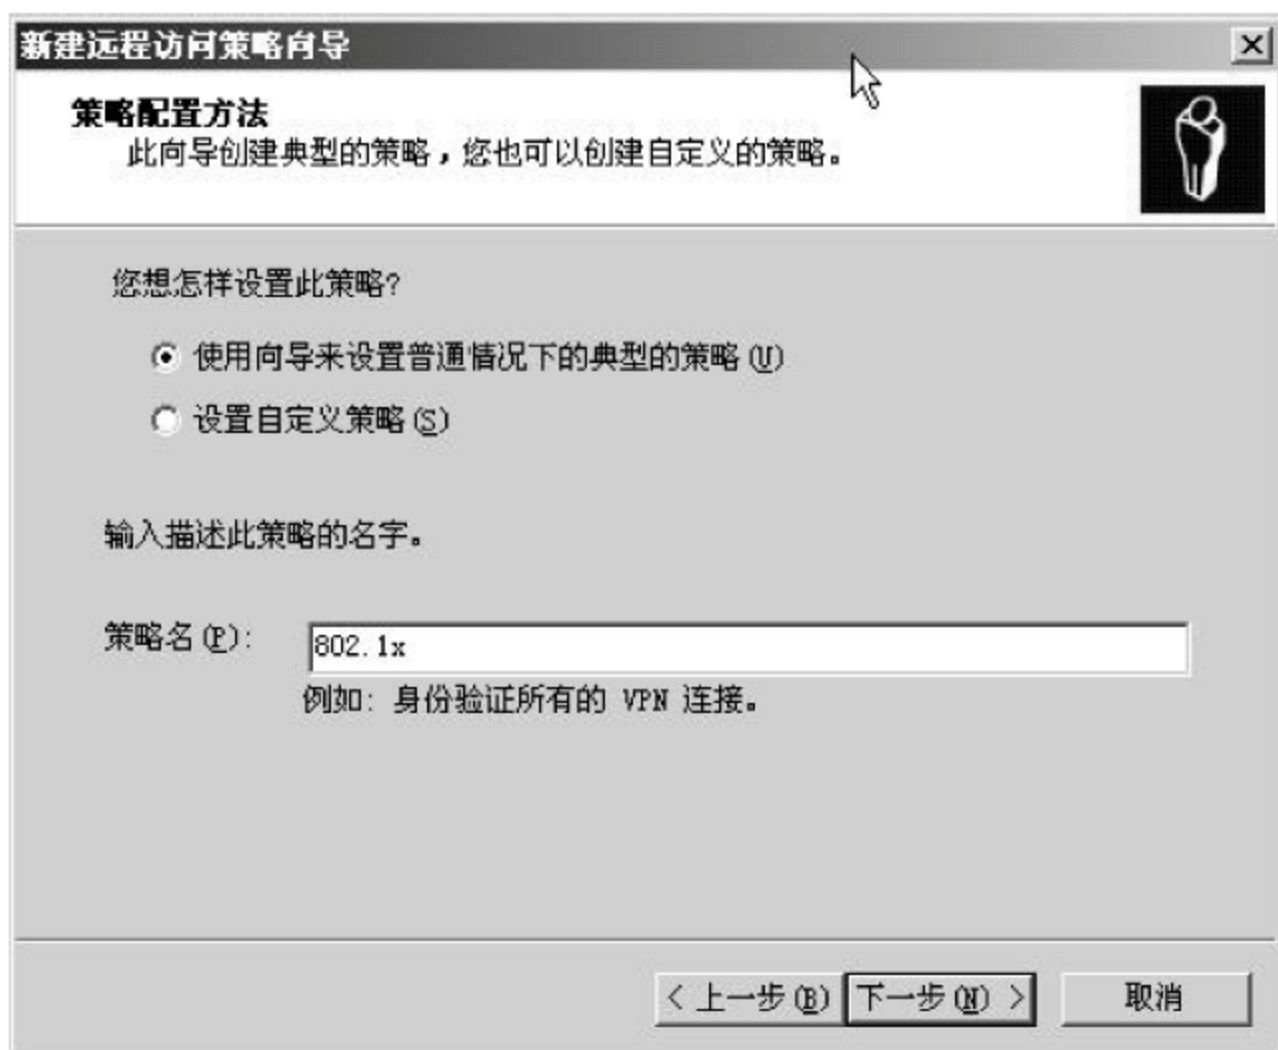 新建远程访问策略向导
策略配置方法
此向导创建典型的策略,您也可以创建自定义的策略。
您想怎样设置此策略?
使用向导来设置普通情况下的典型的策略(U)
设置自定义策略(S)
输入描述此策略的名字。
策略名(P):
802.1x
例如: 身份验证所有的 VPN 连接。
< 上一步(B) 下一步(N) > 取消